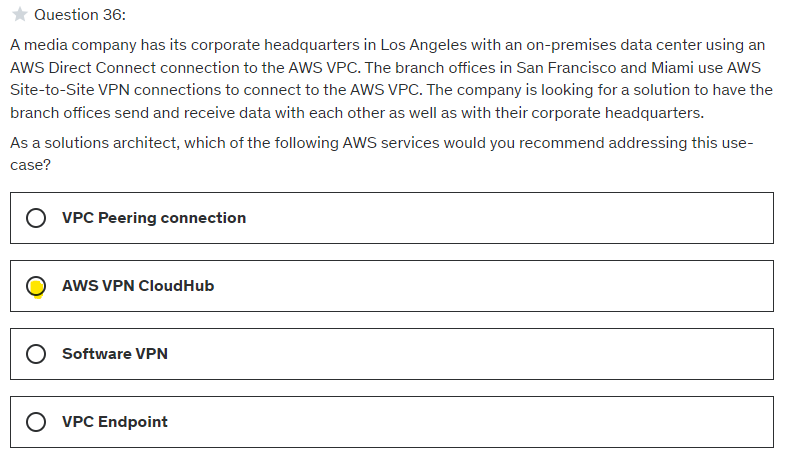 Question 36:
A media company has its corporate headquarters in Los Angeles with an on-premises data center using an
AWS Direct Connect connection to the AWS VPC. The branch offices in San Francisco and Miami use AWS
Site-to-Site VPN connections to connect to the AWS VPC. The company is looking for a solution to have the
branch offices send and receive data with each other as well as with their corporate headquarters.
As a solutions architect, which of the following AWS services would you recommend addressing this use-
case?
VPC Peering connection
AWS VPN CloudHub
Software VPN
VPC Endpoint